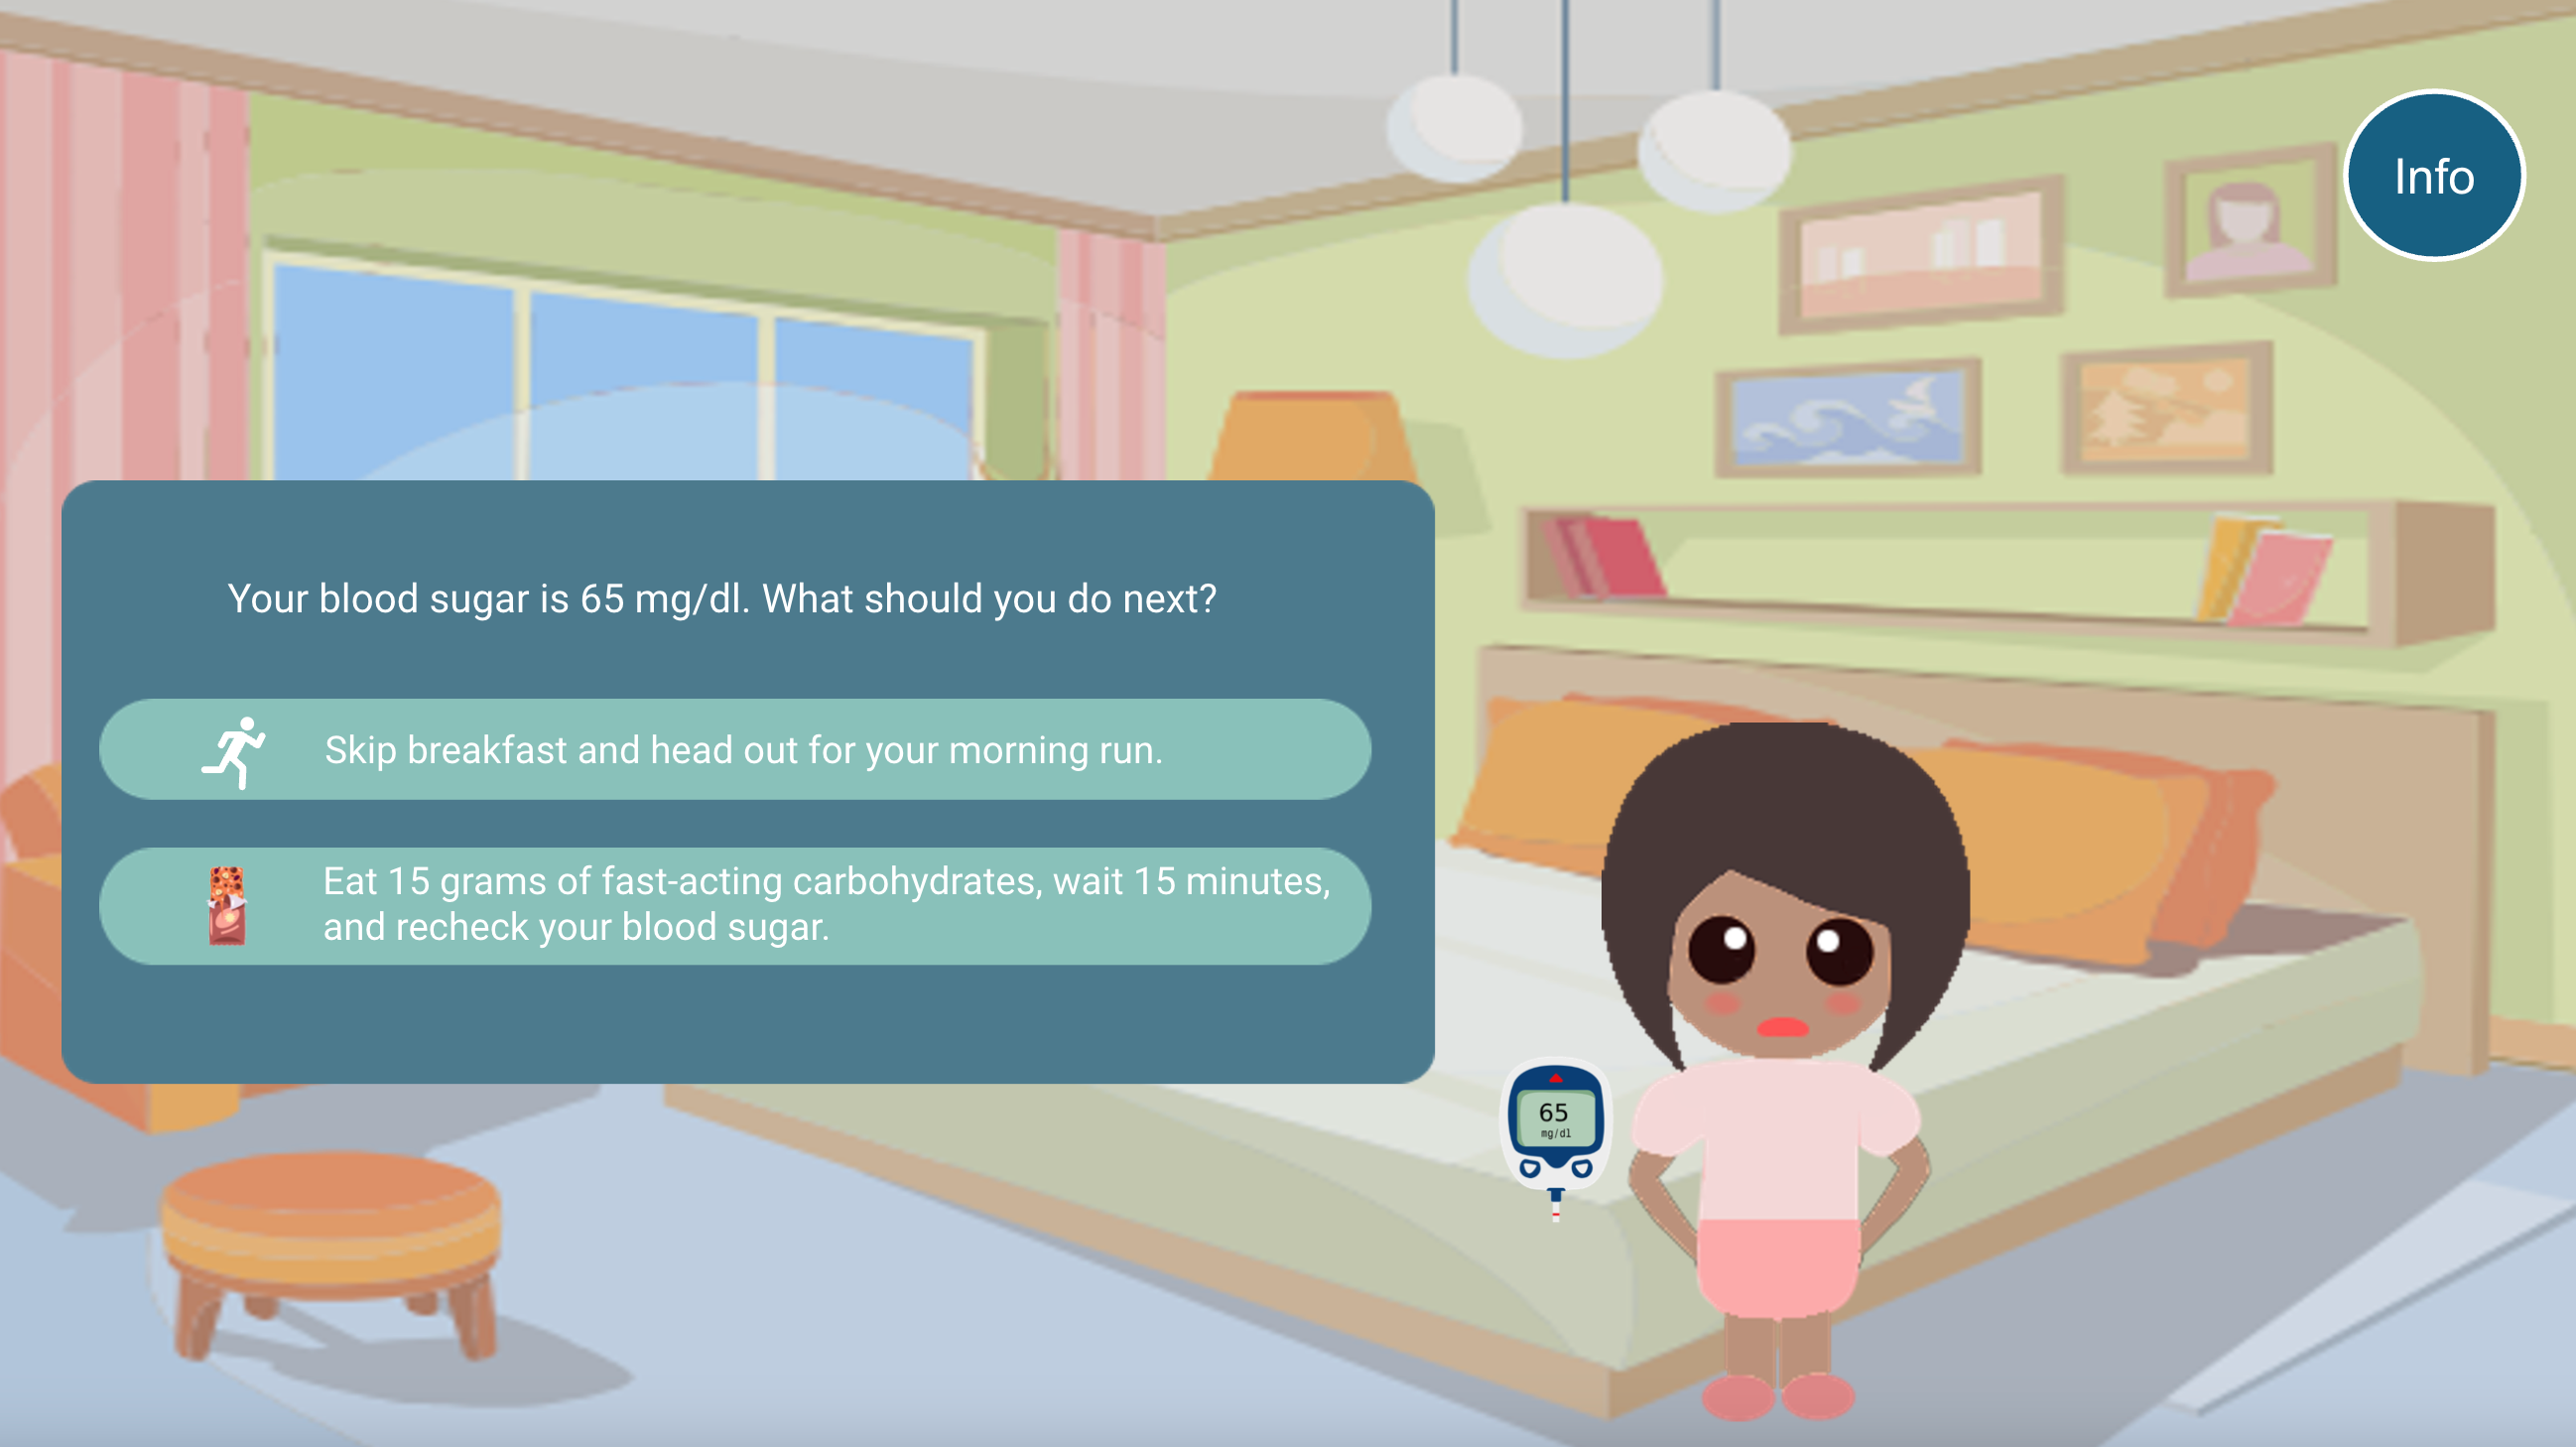 Info
Your blood sugar is 65 mg/dl. What should you do next?
Skip breakfast and head out for your morning run.
Eat 15 grams of fast-acting carbohydrates, wait 15 minutes,
and recheck your blood sugar.
65
mg/dl